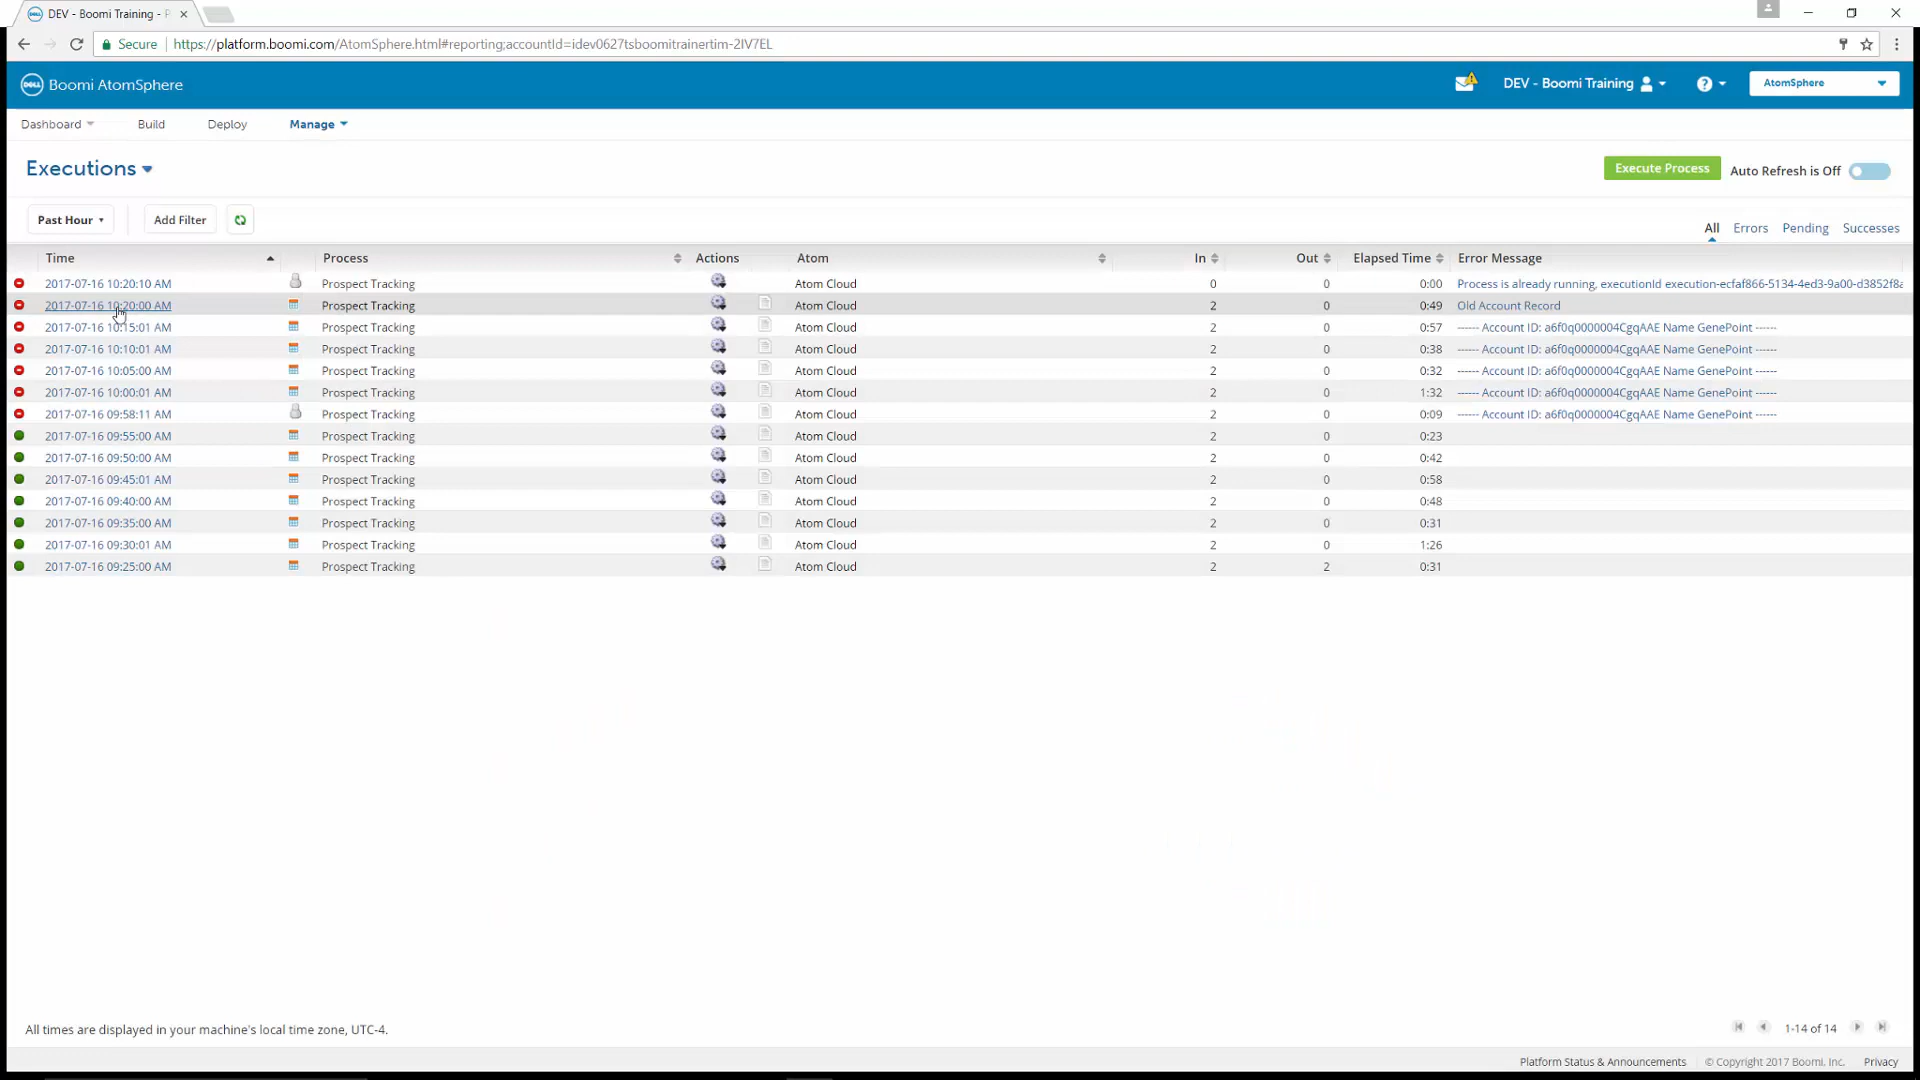 DEV - Boomi Training - P
Secure https://platform.boomi.com/AtomSphere.html#reporting;accountId=idev0627tsboomitrainertim-2IV7EL
DELL Boomi AtomSphere
DEV - Boomi Training
AtomSphere
Dashboard Build Deploy Manage
Executions
Execute Process Auto Refresh is Off
Past Hour Add Filter
All Errors Pending Successes
Time Process Actions Atom In Out Elapsed Time Error Message
2017-07-16 10:20:10 AM Prospect Tracking Atom Cloud 0 0 0:00 Process is already running, executionId execution-ecfaf866-5134-4ed3-9a00-d3852f8a
2017-07-16 10:20:00 AM Prospect Tracking Atom Cloud 2 0 0:49 Old Account Record
2017-07-16 10:15:01 AM Prospect Tracking Atom Cloud 2 0 0:57 ------ Account ID: a6f0q0000004CgqAAE Name GenePoint ------
2017-07-16 10:10:01 AM Prospect Tracking Atom Cloud 2 0 0:38 ------ Account ID: a6f0q0000004CgqAAE Name GenePoint ------
2017-07-16 10:05:00 AM Prospect Tracking Atom Cloud 2 0 0:32 ------ Account ID: a6f0q0000004CgqAAE Name GenePoint ------
2017-07-16 10:00:01 AM Prospect Tracking Atom Cloud 2 0 1:32 ------ Account ID: a6f0q0000004CgqAAE Name GenePoint ------
2017-07-16 09:58:11 AM Prospect Tracking Atom Cloud 2 0 0:09 ------ Account ID: a6f0q0000004CgqAAE Name GenePoint ------
2017-07-16 09:55:00 AM Prospect Tracking Atom Cloud 2 0 0:23
2017-07-16 09:50:00 AM Prospect Tracking Atom Cloud 2 0 0:42
2017-07-16 09:45:01 AM Prospect Tracking Atom Cloud 2 0 0:58
2017-07-16 09:40:00 AM Prospect Tracking Atom Cloud 2 0 0:48
2017-07-16 09:35:00 AM Prospect Tracking Atom Cloud 2 0 0:31
2017-07-16 09:30:01 AM Prospect Tracking Atom Cloud 2 0 1:26
2017-07-16 09:25:00 AM Prospect Tracking Atom Cloud 2 2 0:31
All times are displayed in your machine's local time zone, UTC-4.
1-14 of 14
Platform Status & Announcements © Copyright 2017 Boomi, Inc. Privacy